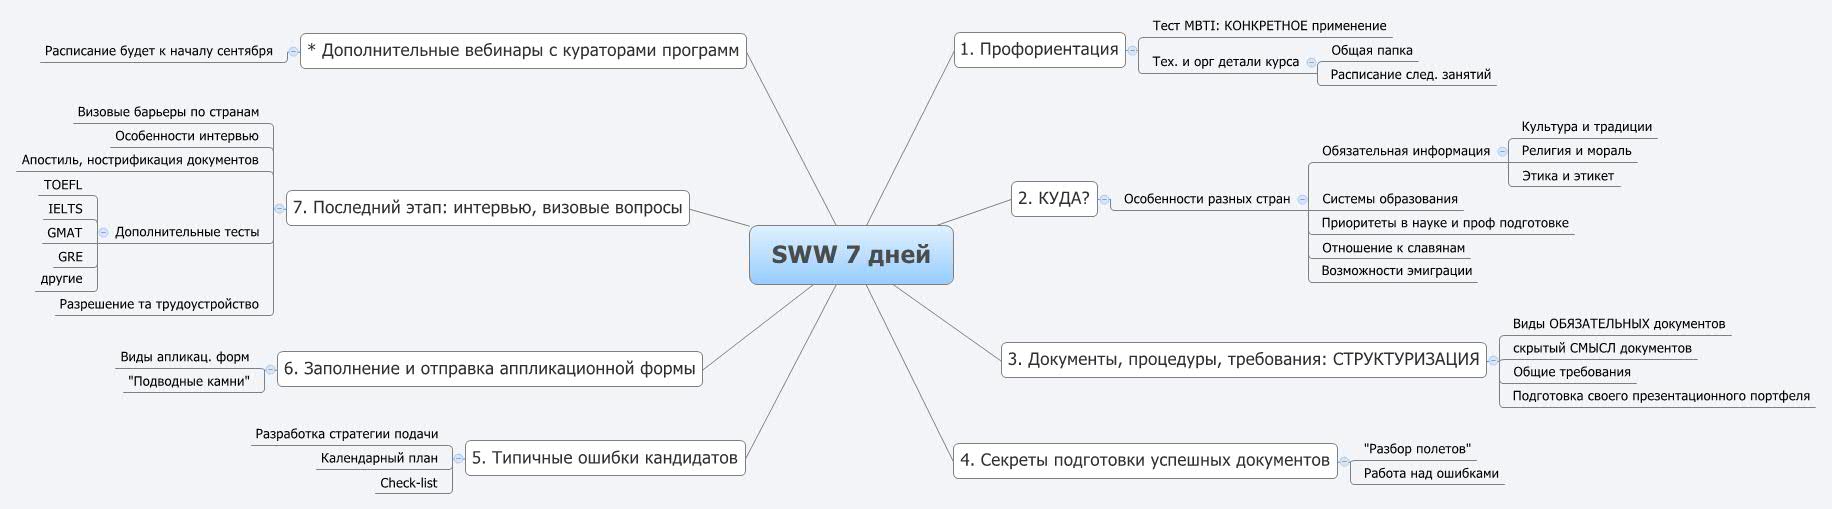 SWW 7 дней
1. Профориентация
Тест MBTI: КОНКРЕТНОЕ применение
Тех. и орг детали курса
Общая папка
Расписание след. занятий
2. КУДА?
Особенности разных стран
Обязательная информация
Культура и традиции
Религия и мораль
Этика и этикет
Системы образования
Приоритеты в науке и проф подготовке
Отношение к славянам
Возможности эмиграции
3. Документы, процедуры, требования: СТРУКТУРИЗАЦИЯ
Виды ОБЯЗАТЕЛЬНЫХ документов
скрытый СМЫСЛ документов
Общие требования
Подготовка своего презентационного портфеля
4. Секреты подготовки успешных документов
"Разбор полетов"
Работа над ошибками
5. Типичные ошибки кандидатов
Разработка стратегии подачи
Календарный план
Check-list
6. Заполнение и отправка аппликационной формы
Виды апликац. форм
"Подводные камни"
7. Последний этап: интервью, визовые вопросы
Визовые барьеры по странам
Особенности интервью
Апостиль, нострификация документов
Дополнительные тесты
TOEFL
IELTS
GMAT
GRE
другие
Разрешение та трудоустройство
* Дополнительные вебинары с кураторами программ
Расписание будет к началу сентября